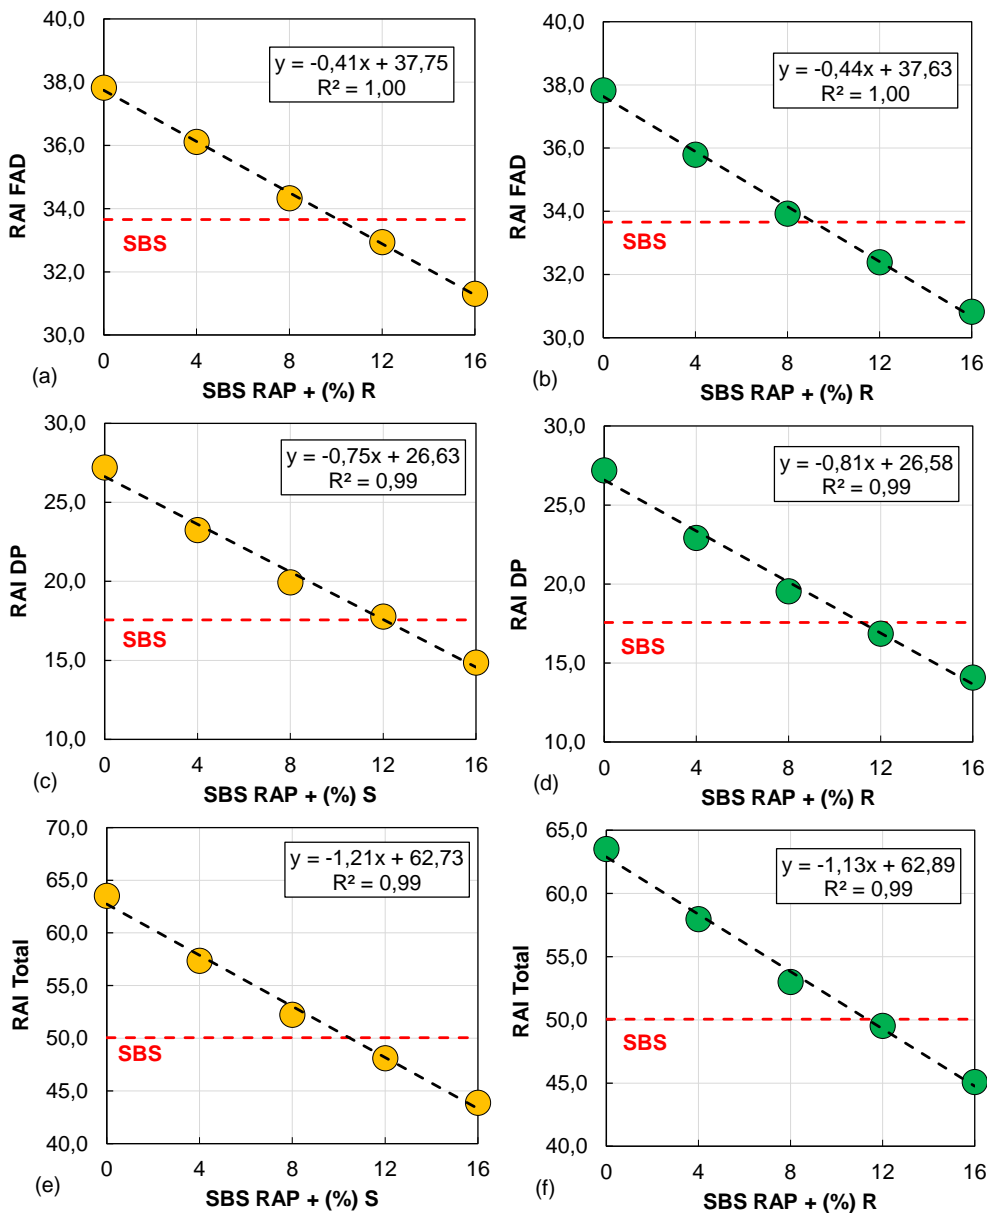 40,0
38,0
36,0
34,0
32,0
30,0
RAI FAD
y = -0,41x + 37,75
R² = 1,00
SBS
0 4 8 12 16
(a)
SBS RAP + (%) R
40,0
38,0
36,0
34,0
32,0
30,0
RAI FAD
y = -0,44x + 37,63
R² = 1,00
SBS
0 4 8 12 16
(b)
SBS RAP + (%) R
30,0
25,0
20,0
15,0
10,0
RAI DP
y = -0,75x + 26,63
R² = 0,99
SBS
0 4 8 12 16
(c)
SBS RAP + (%) S
30,0
25,0
20,0
15,0
10,0
RAI DP
y = -0,81x + 26,58
R² = 0,99
SBS
0 4 8 12 16
(d)
SBS RAP + (%) R
70,0
65,0
60,0
55,0
50,0
45,0
40,0
RAI Total
y = -1,21x + 62,73
R² = 0,99
SBS
0 4 8 12 16
(e)
SBS RAP + (%) S
65,0
60,0
55,0
50,0
45,0
40,0
RAI Total
y = -1,13x + 62,89
R² = 0,99
SBS
0 4 8 12 16
(f)
SBS RAP + (%) R